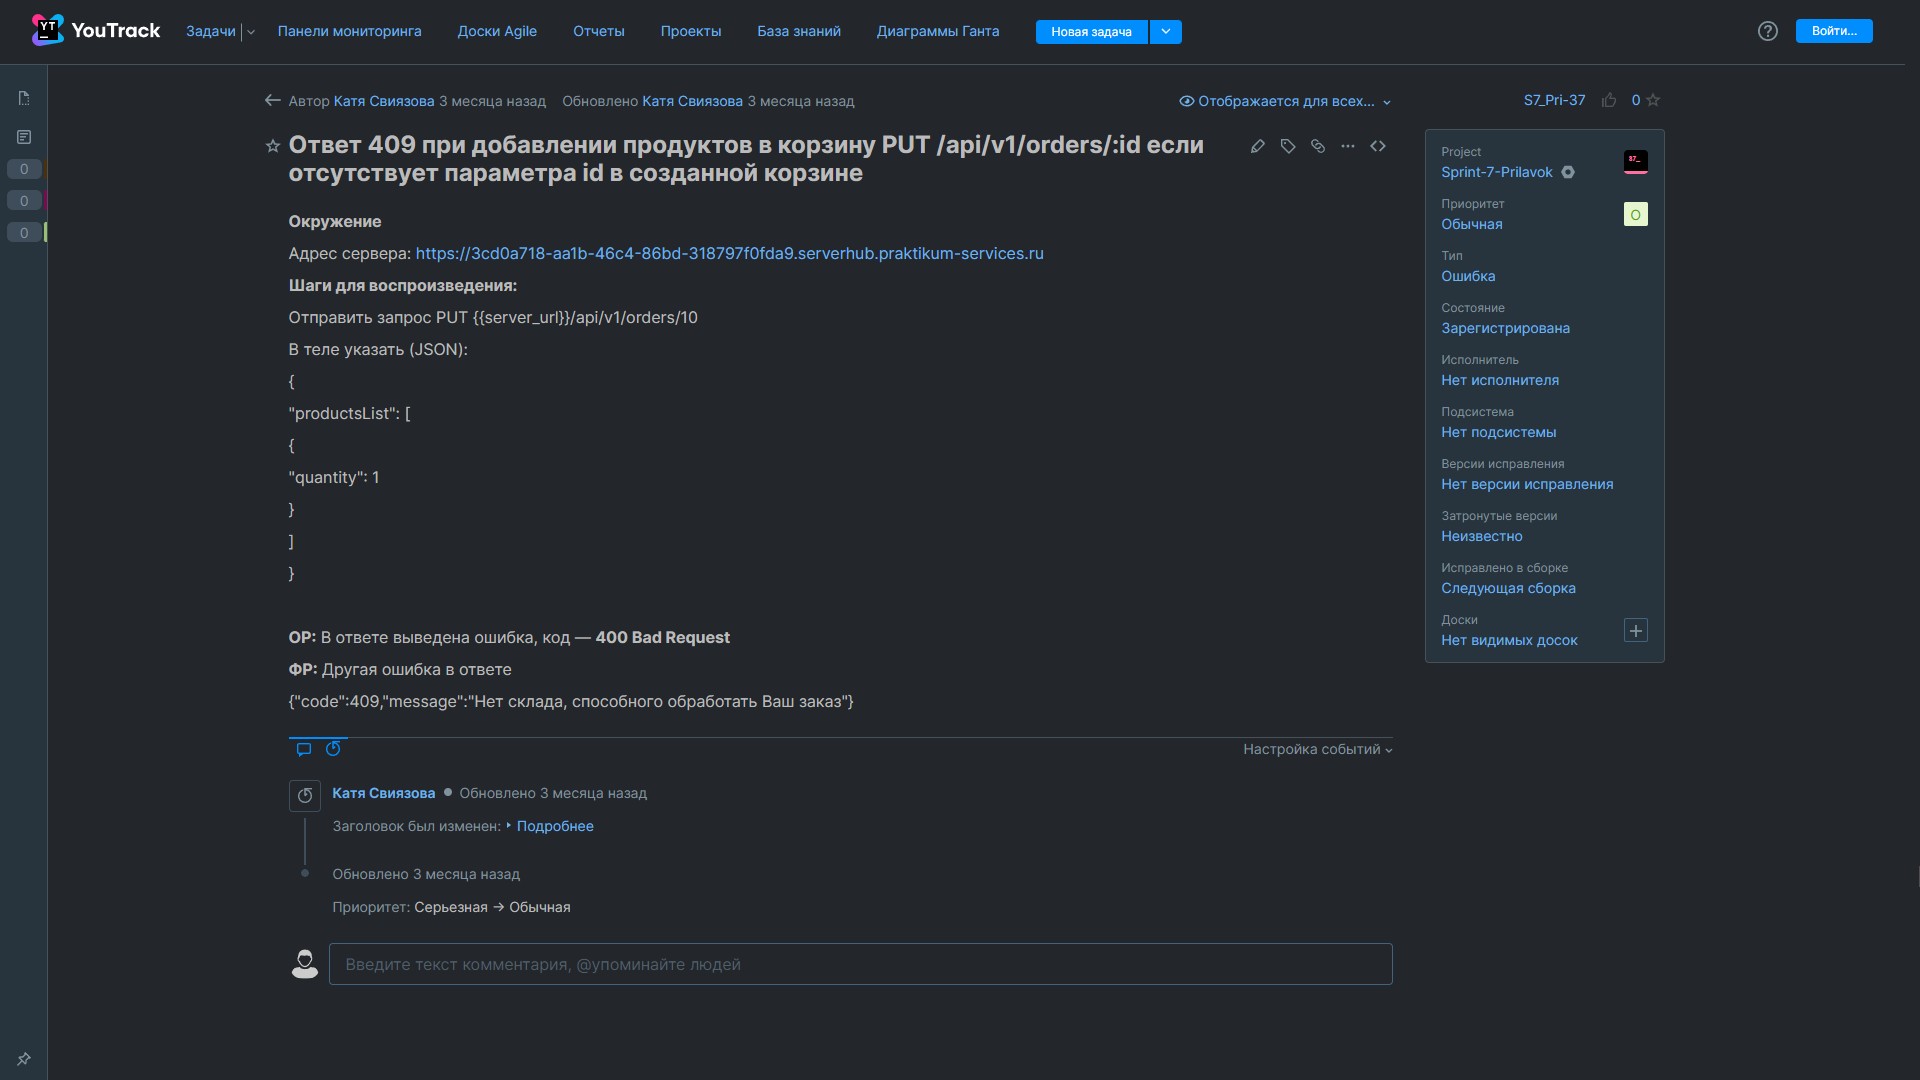 YT YouTrack
Задачи
Панели мониторинга
Доски Agile
Отчеты
Проекты
База знаний
Диаграммы Ганта
Новая задача
Войти...
0
0
0
Автор Катя Свиязова 3 месяца назад
Обновлено Катя Свиязова 3 месяца назад
Отображается для всех...
S7_Pri-37
0
Ответ 409 при добавлении продуктов в корзину PUT /api/v1/orders/:id если
отсутствует параметра id в созданной корзине
Окружение
Адрес сервера: https://3cd0a718-aa1b-46c4-86bd-318797f0fda9.serverhub.praktikum-services.ru
Шаги для воспроизведения:
Отправить запрос PUT {{server_url}}/api/v1/orders/10
В теле указать (JSON):
{
"productsList": [
{
"quantity": 1
}
]
}
ОР: В ответе выведена ошибка, код — 400 Bad Request
ФР: Другая ошибка в ответе
{"code":409,"message":"Нет склада, способного обработать Ваш заказ"}
Настройка событий
Катя Свиязова
Обновлено 3 месяца назад
Заголовок был изменен: Подробнее
Обновлено 3 месяца назад
Приоритет: Серьезная → Обычная
Введите текст комментария, @упоминайте людей
Project
Sprint-7-Prilavok
S7_
Приоритет
Обычная
О
Тип
Ошибка
Состояние
Зарегистрирована
Исполнитель
Нет исполнителя
Подсистема
Нет подсистемы
Версии исправления
Нет версии исправления
Затронутые версии
Неизвестно
Исправлено в сборке
Следующая сборка
Доски
Нет видимых досок